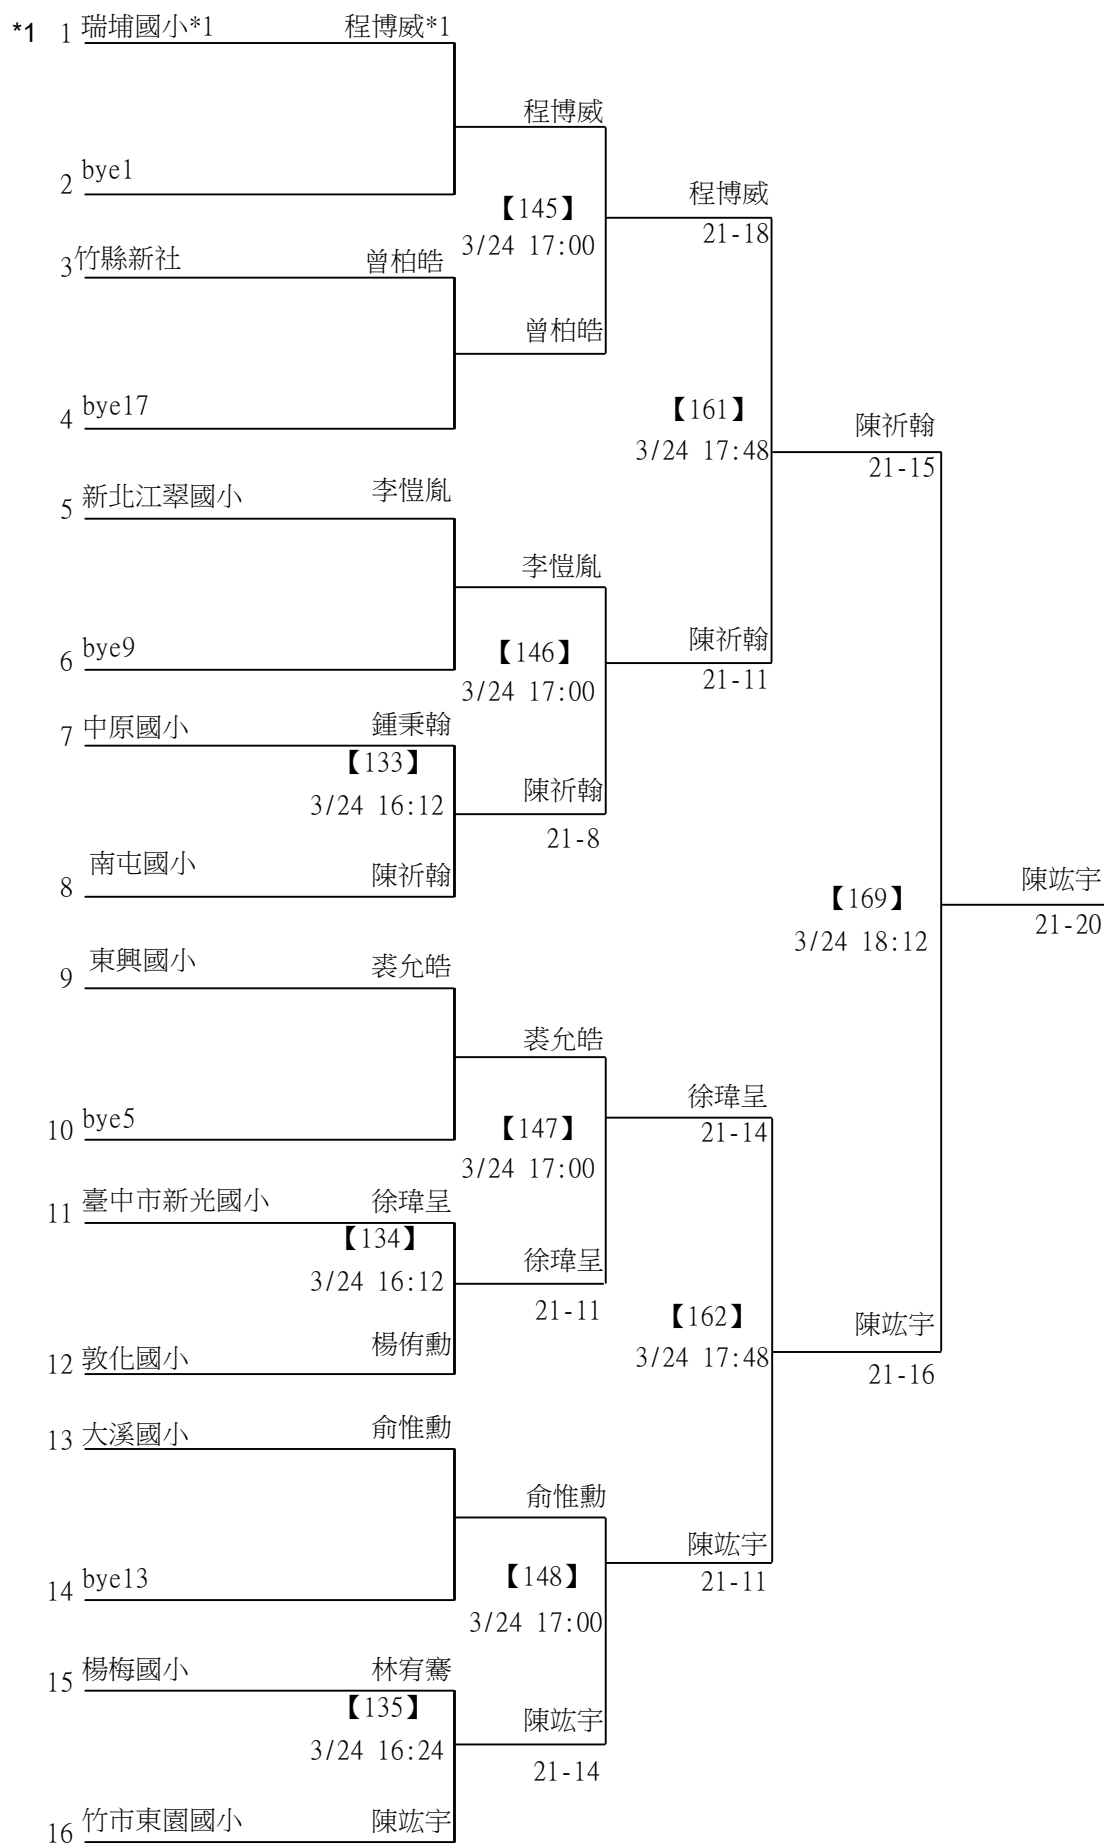 *1 1 瑞埔國小*1 程博威*1
程博威
2 bye1
【145】
3/24 17:00
程博威
21-18
3 竹縣新社 曾柏皓
曾柏皓
4 bye17
【161】
3/24 17:48
陳祈翰
21-15
5 新北江翠國小 李愷胤
李愷胤
6 bye9
【146】
3/24 17:00
陳祈翰
21-11
7 中原國小 鍾秉翰
【133】
3/24 16:12
陳祈翰
21-8
8 南屯國小 陳祈翰
【169】
3/24 18:12
陳竑宇
21-20
9 東興國小 裘允皓
裘允皓
10 bye5
【147】
3/24 17:00
徐瑋呈
21-14
11 臺中市新光國小 徐瑋呈
【134】
3/24 16:12
徐瑋呈
21-11
12 敦化國小 楊侑勳
【162】
3/24 17:48
陳竑宇
21-16
13 大溪國小 俞惟勳
俞惟勳
14 bye13
【148】
3/24 17:00
陳竑宇
21-11
15 楊梅國小 林宥騫
【135】
3/24 16:24
陳竑宇
21-14
16 竹市東園國小 陳竑宇